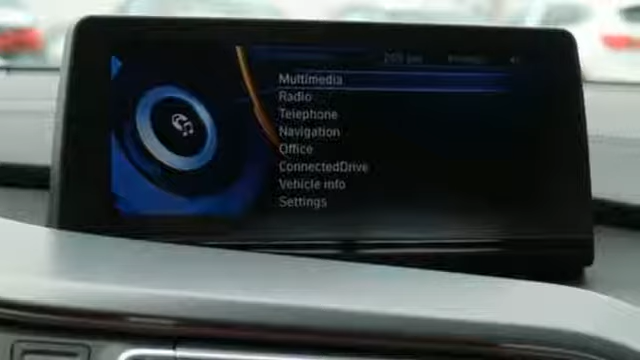 Multimedia
Radio
Telephone
Navigation
Office
ConnectedDrive
Vehicle info
Settings